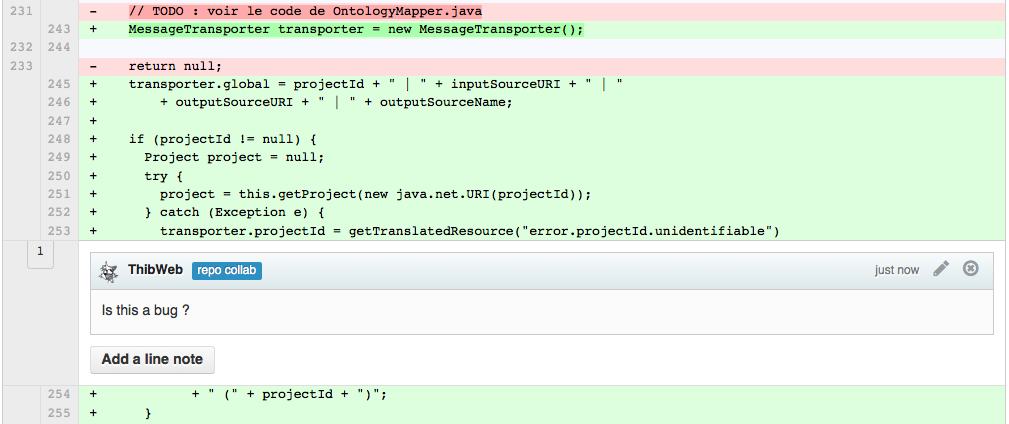 231 - // TODO : voir le code de OntologyMapper.java
243 + MessageTransporter transporter = new MessageTransporter();
232 244
233 - return null;
245 + transporter.global = projectId + " | " + inputSourceURI + " | "
246 + + outputSourceURI + " | " + outputSourceName;
247 +
248 + if (projectId != null) {
249 + Project project = null;
250 + try {
251 + project = this.getProject(new java.net.URI(projectId));
252 + } catch (Exception e) {
253 + transporter.projectId = getTranslatedResource("error.projectId.unidentifiable")
1
ThibWeb repo collab just now
Is this a bug ?
Add a line note
254 + + " (" + projectId + ")";
255 + }